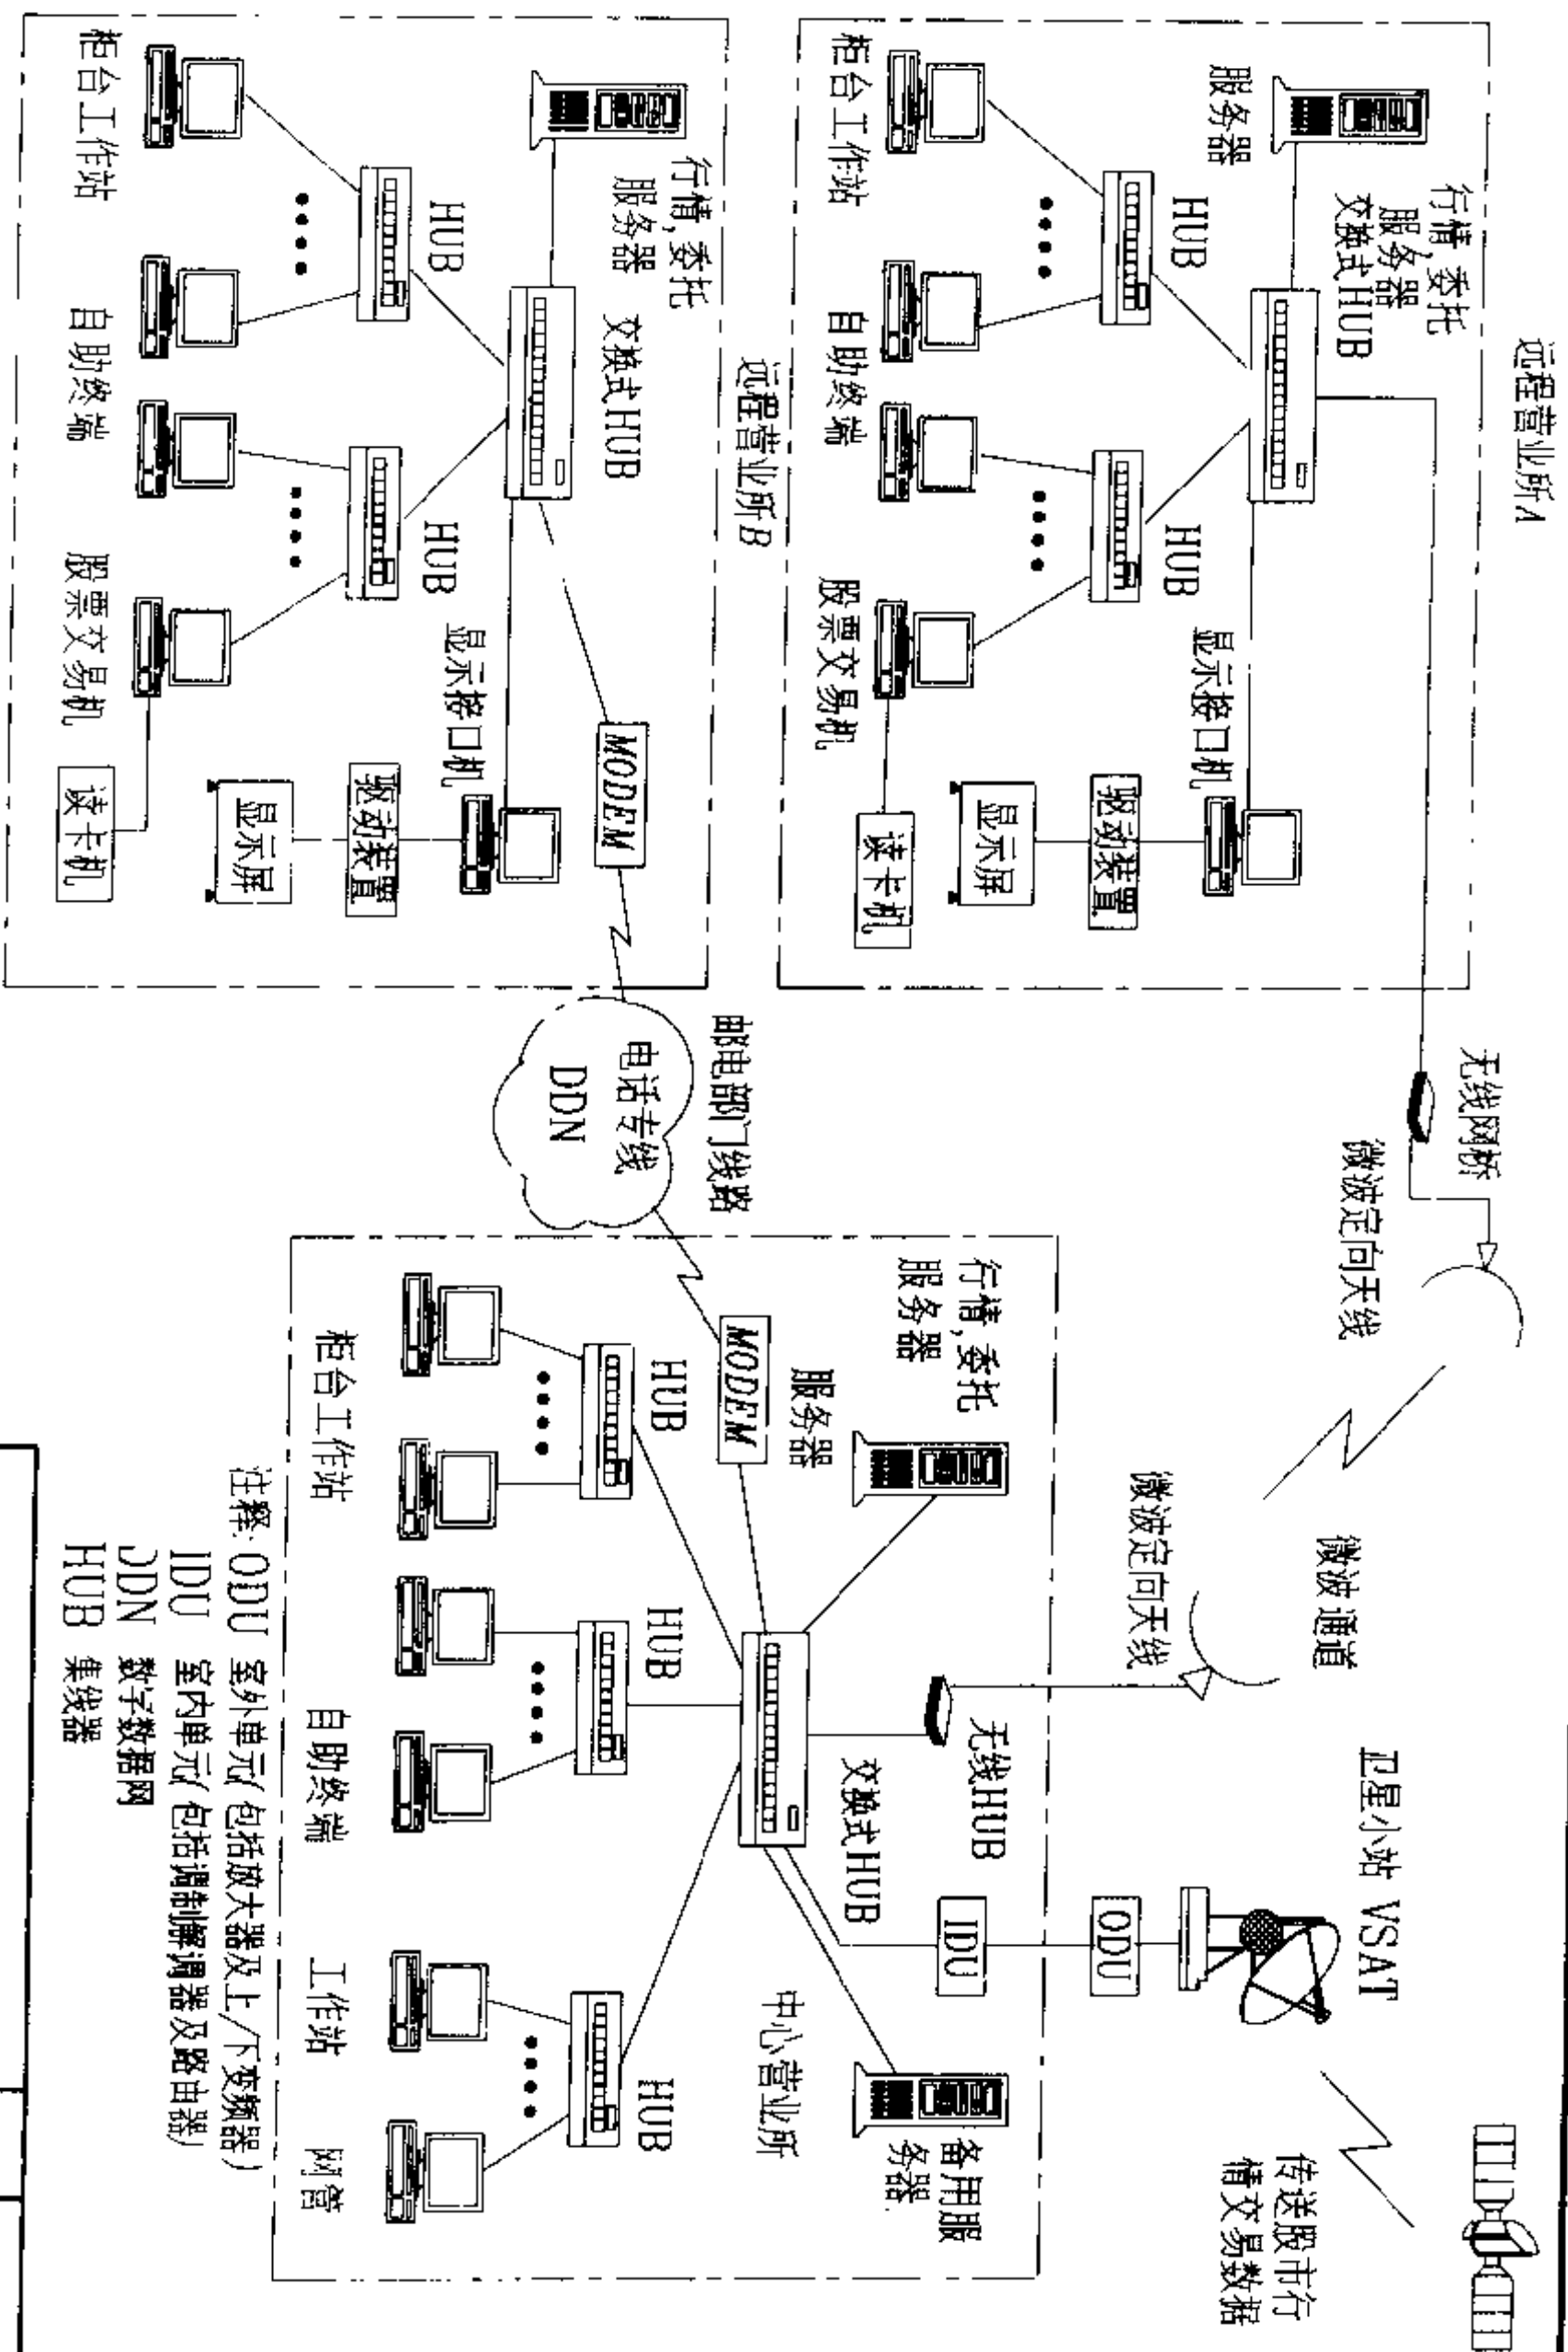 远程营业所A
服务器
行情,委托
服务器
交换式HUB
HUB
HUB
柜台工作站
自助终端
股票交易机
显示接口机
驱动装置
显示屏
读卡机
远程营业所B
行情,委托
服务器
交换式HUB
HUB
HUB
柜台工作站
自助终端
股票交易机
显示接口机
MODEM
驱动装置
显示屏
读卡机
无线网桥
微波定向天线
微波通道
微波定向天线
邮电部门线路
电话专线
DDN
卫星小站 VSAT
传送股市行
情交易数据
ODU
IDU
行情,委托
服务器
服务器
MODEM
无线HUB
交换式HUB
中心营业所
备用服
务器
HUB
HUB
HUB
柜台工作站
自助终端
工作站
网管
注释: ODU 室外单元(包括放大器及上/下变频器)
IDU 室内单元(包括调制解调器及路由器)
DDN 数字数据网
HUB 集线器